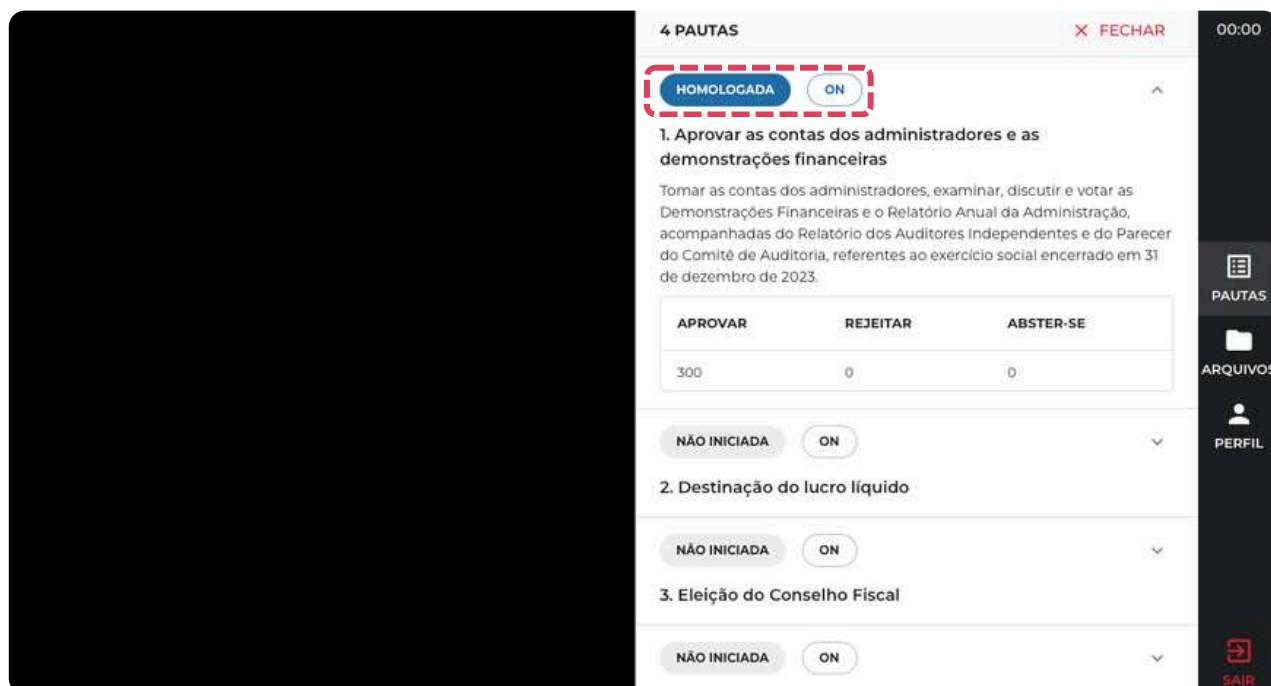 4 PAUTAS
FECHAR
00:00
HOMOLOGADA
ON
1. Aprovar as contas dos administradores e as
demonstrações financeiras
Tomar as contas dos administradores, examinar, discutir e votar as
Demonstrações Financeiras e o Relatório Anual da Administração,
acompanhadas do Relatório dos Auditores Independentes e do Parecer
do Comitê de Auditoria, referentes ao exercício social encerrado em 31
de dezembro de 2023.
APROVAR REJEITAR ABSTER-SE
300 0 0
NÃO INICIADA ON
2. Destinação do lucro líquido
NÃO INICIADA ON
3. Eleição do Conselho Fiscal
NÃO INICIADA ON
PAUTAS
ARQUIVOS
PERFIL
SAIR